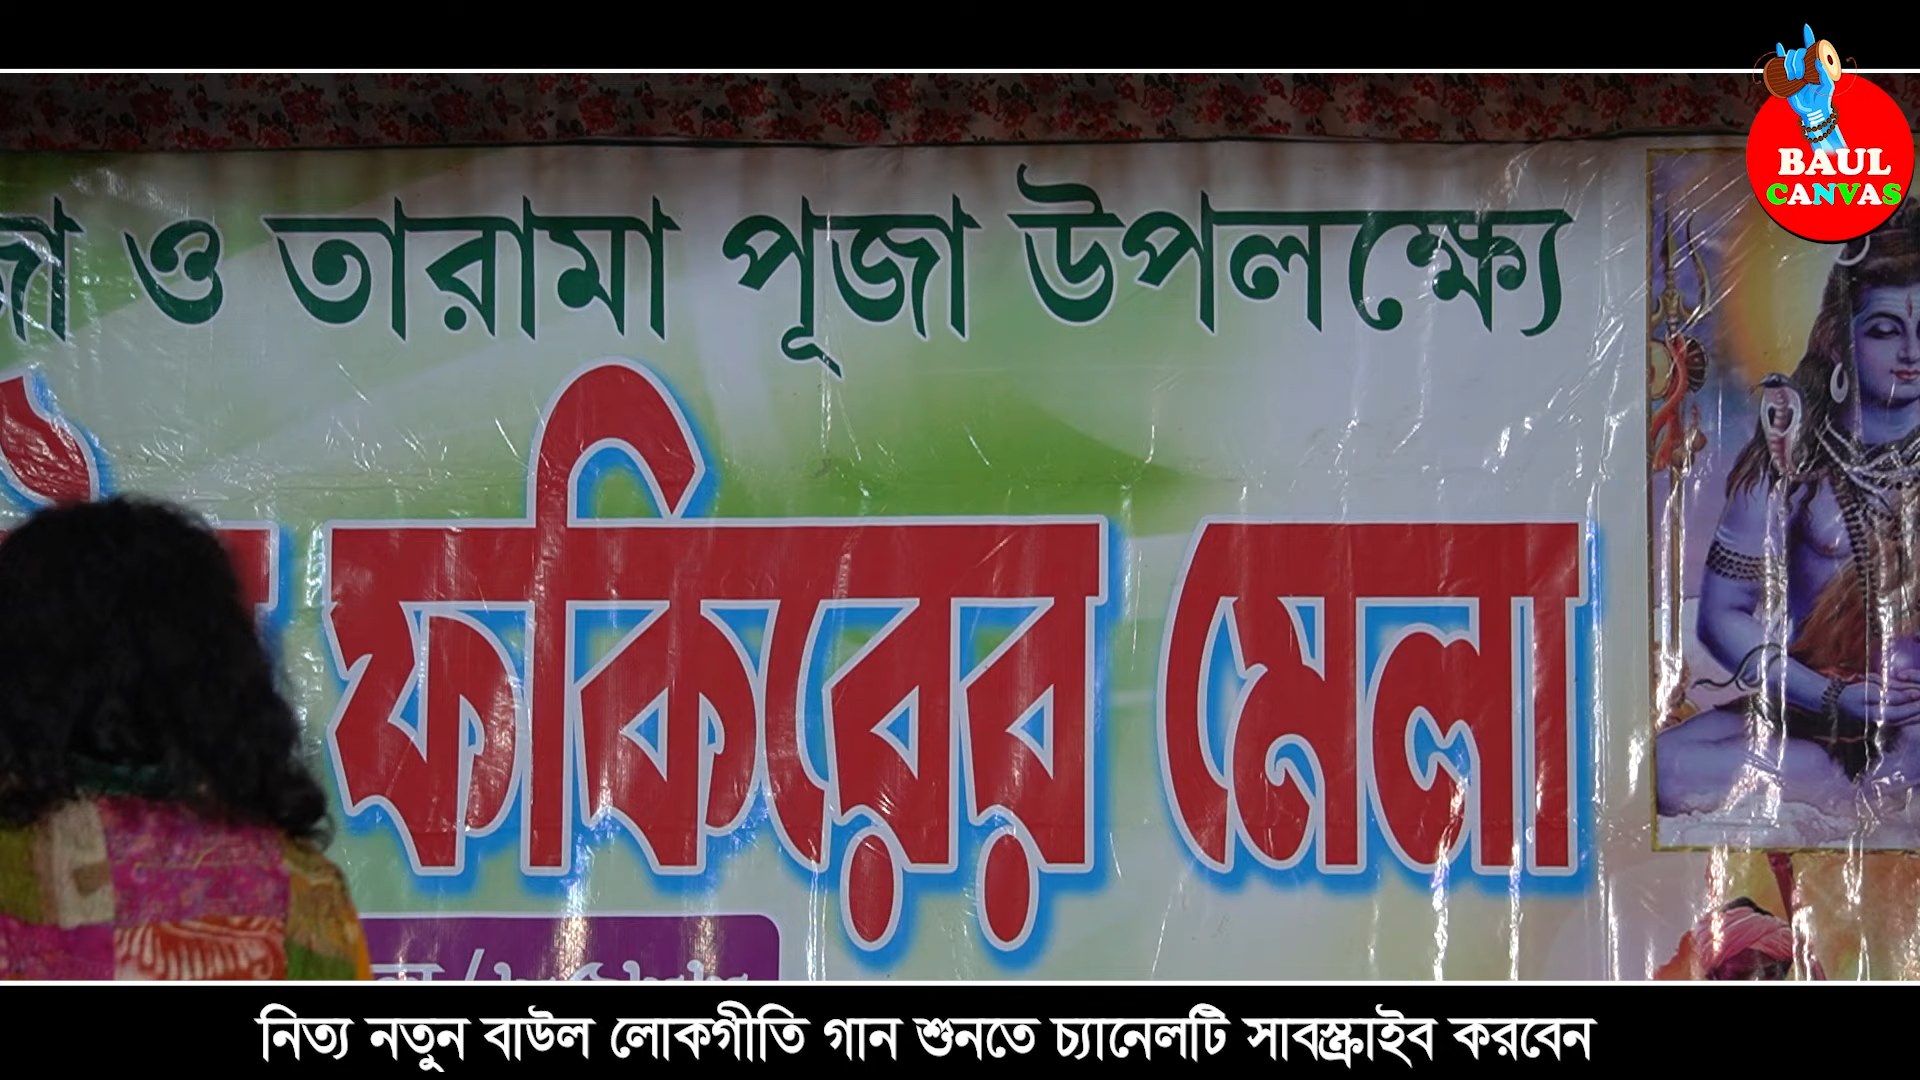 BAUL
CANVAS
ও তারামা পূজা উপলক্ষ্যে
ফকিরের মেলা
নিত্য নতুন বাউল লোকগীতি গান শুনতে চ্যানেলটি সাবস্ক্রাইব করবেন